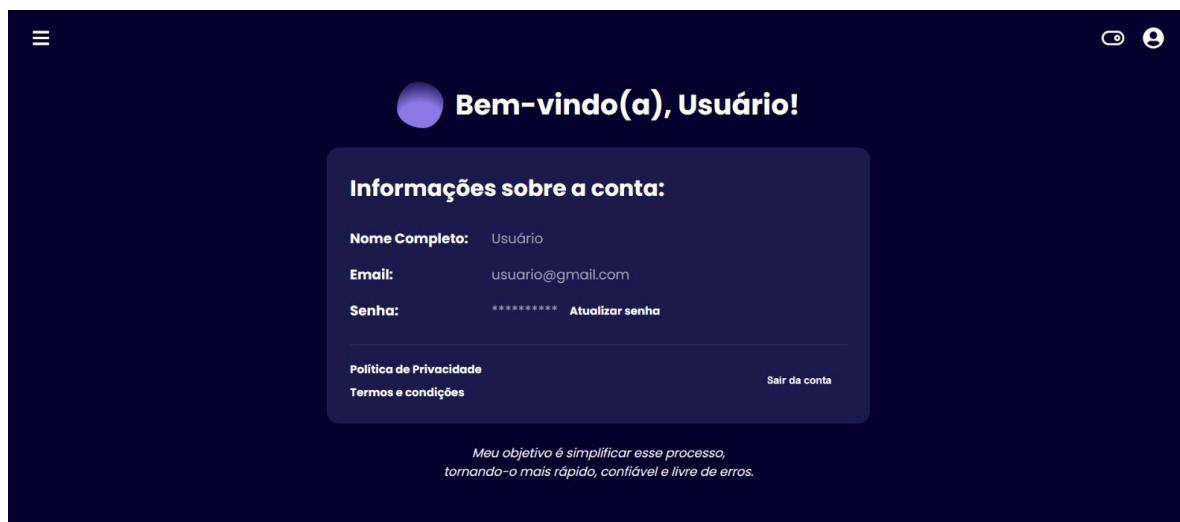 Bem-vindo(a), Usuário!
Informações sobre a conta:
Nome Completo: Usuário
Email: usuario@gmail.com
Senha: ********** Atualizar senha
Política de Privacidade
Sair da conta
Termos e condições
Meu objetivo é simplificar esse processo,
tornando-o mais rápido, confiável e livre de erros.